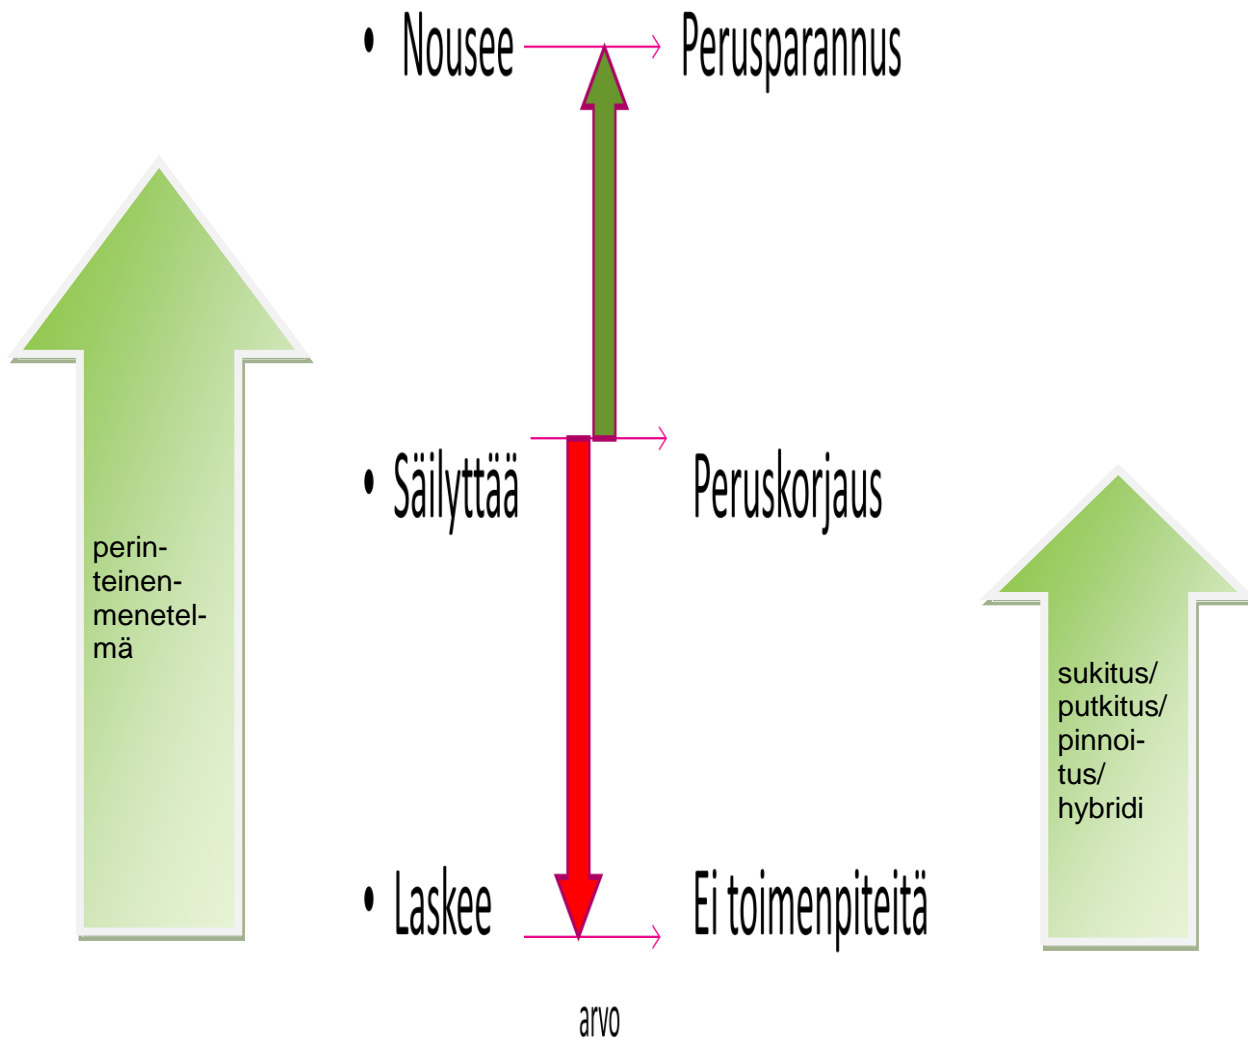 • Nousee Perusparannus
• Säilyttää Peruskorjaus
perin-
teinen-
menetel-
mä
sukitus/
putkitus/
pinnoi-
tus/
hybridi
• Laskee Ei toimenpiteitä
arvo